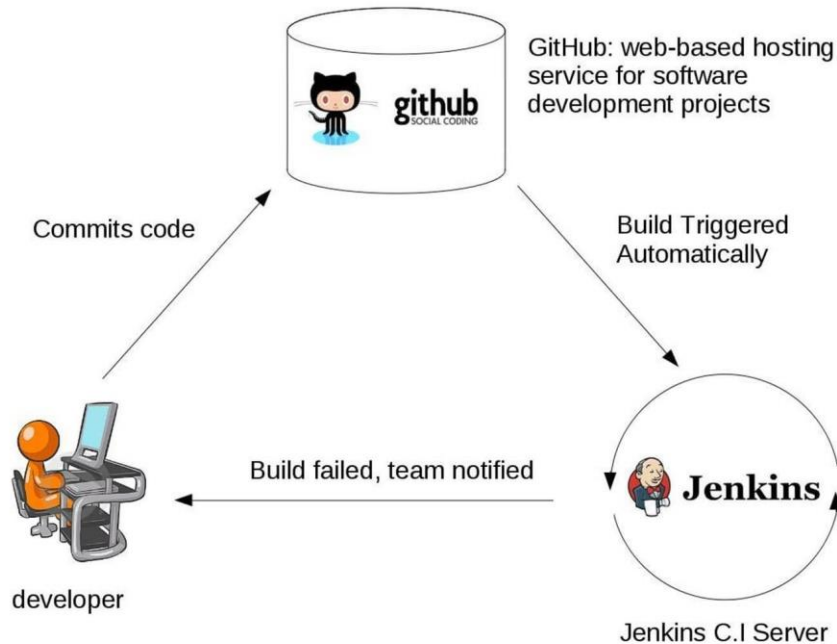 GitHub: web-based hosting
service for software
development projects
github
SOCIAL CODING
Commits code
Build Triggered
Automatically
Build failed, team notified
Jenkins
developer
Jenkins C.I Server